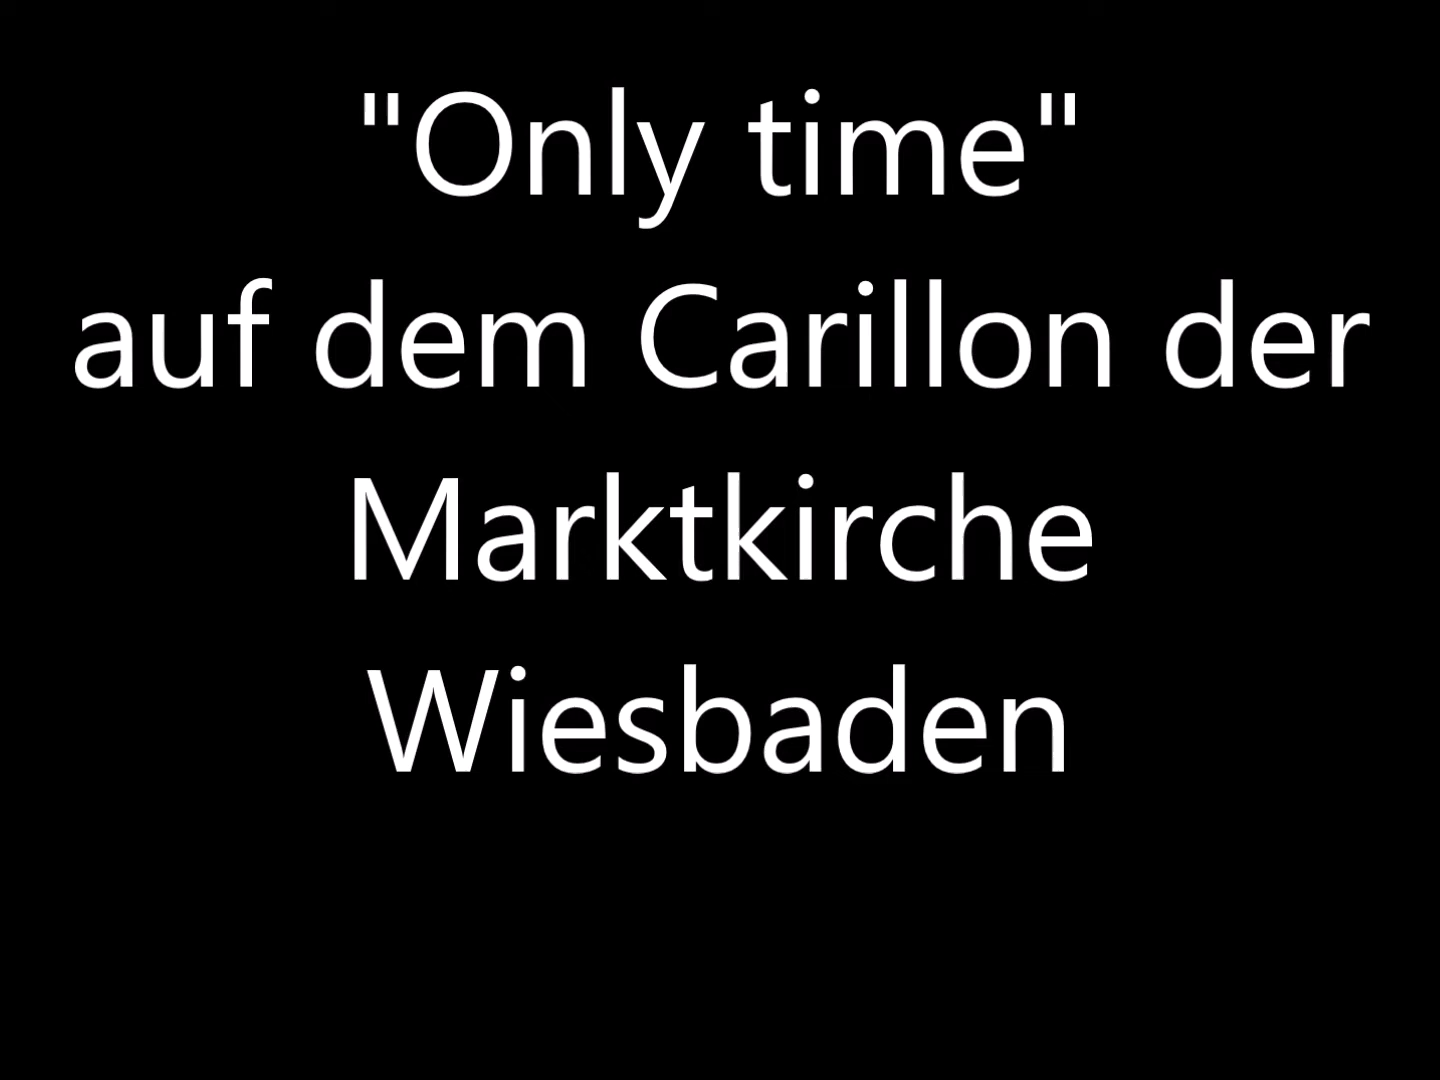 "Only time"
auf dem Carillon der
Marktkirche
Wiesbaden